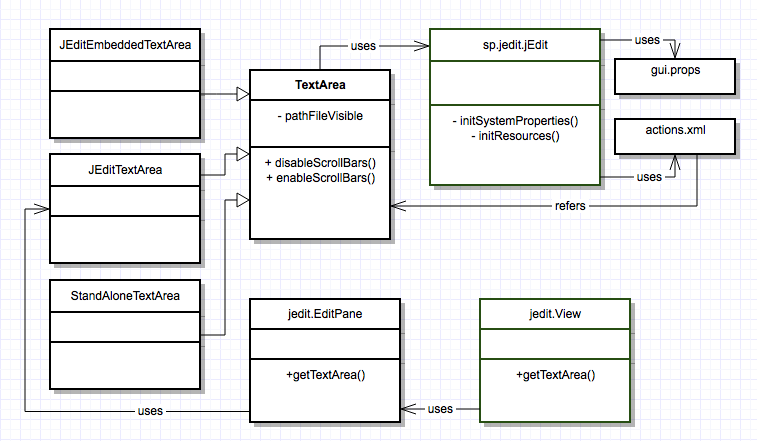 JEditEmbeddedTextArea
uses
sp.jedit.jEdit
uses
gui.props
TextArea
- pathFileVisible
- initSystemProperties()
- initResources()
actions.xml
+ disableScrollBars()
+ enableScrollBars()
JEditTextArea
uses
refers
StandAloneTextArea
jedit.EditPane
+getTextArea()
jedit.View
+getTextArea()
uses
uses